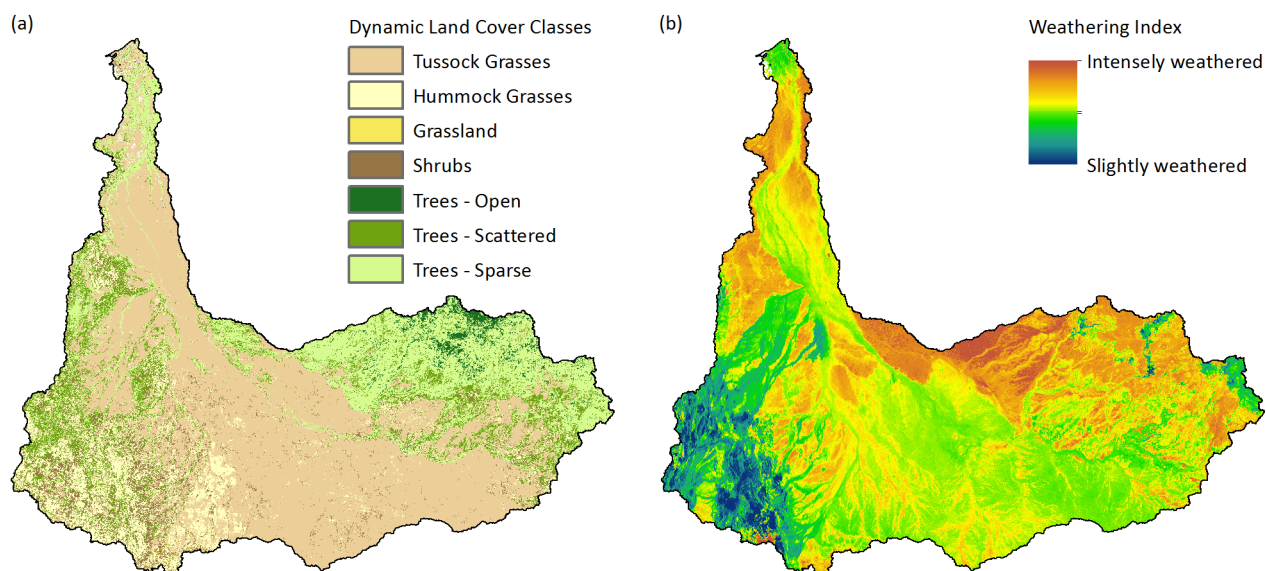 (a)
Dynamic Land Cover Classes
Tussock Grasses
Hummock Grasses
Grassland
Shrubs
Trees - Open
Trees - Scattered
Trees - Sparse
(b)
Weathering Index
Intensely weathered
Slightly weathered